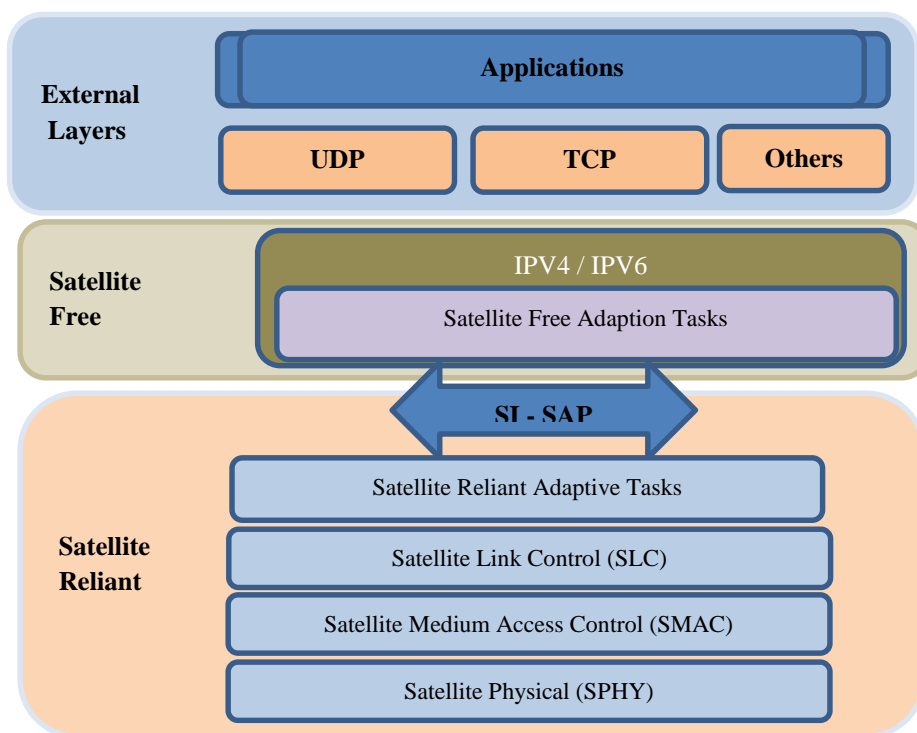 External
Layers
Applications
UDP
TCP
Others
Satellite
Free
IPV4 / IPV6
Satellite Free Adaption Tasks
SI - SAP
Satellite
Reliant
Satellite Reliant Adaptive Tasks
Satellite Link Control (SLC)
Satellite Medium Access Control (SMAC)
Satellite Physical (SPHY)